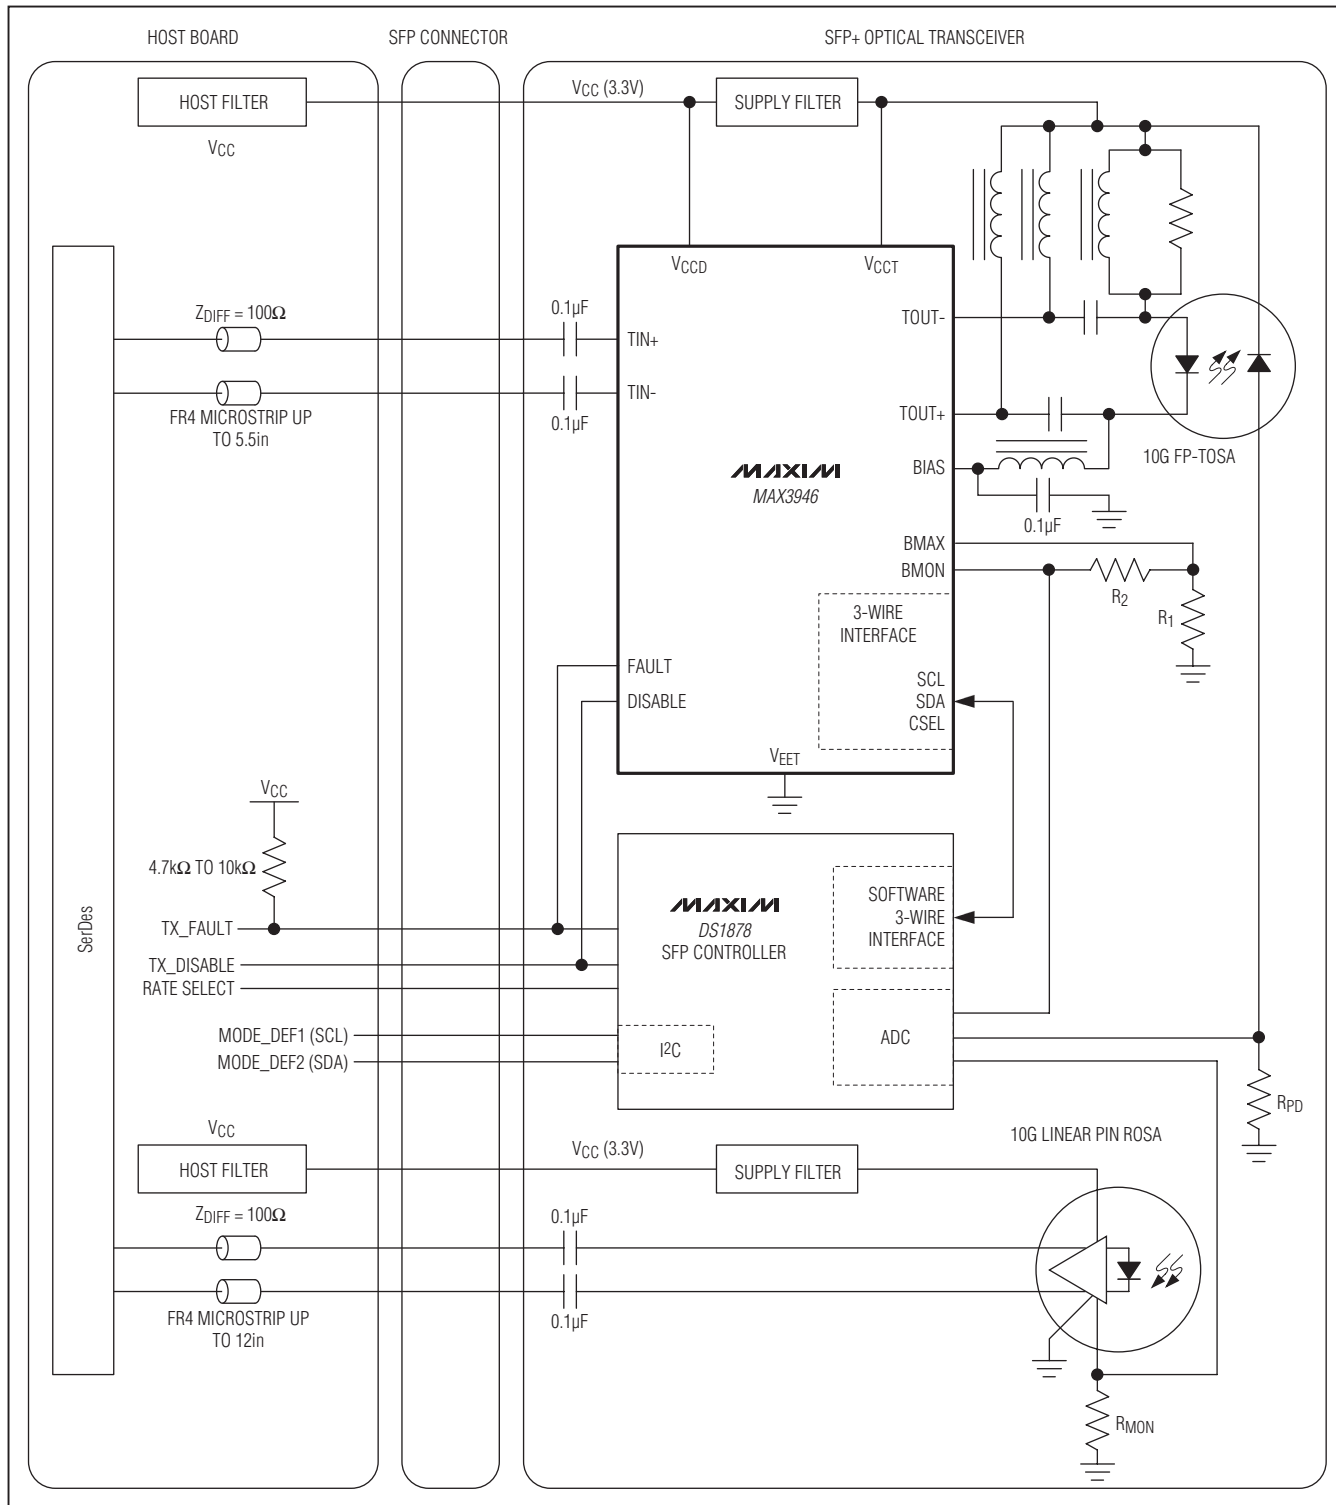 HOST BOARD
SFP CONNECTOR
SFP+ OPTICAL TRANSCEIVER
HOST FILTER
VCC (3.3V)
SUPPLY FILTER
VCC
VCCD
VCCT
ZDIFF = 100Ω
0.1µF
TIN+
TOUT-
TIN-
FR4 MICROSTRIP UP
TO 5.5in
0.1µF
TOUT+
10G FP-TOSA
MAXIM
MAX3946
BIAS
0.1µF
BMAX
BMON
R2
R1
3-WIRE
INTERFACE
FAULT
DISABLE
SCL
SDA
CSEL
VEET
VCC
4.7kΩ TO 10kΩ
SerDes
TX_FAULT
TX_DISABLE
RATE SELECT
MAXIM
DS1878
SFP CONTROLLER
SOFTWARE
3-WIRE
INTERFACE
MODE_DEF1 (SCL)
MODE_DEF2 (SDA)
I2C
ADC
RPD
10G LINEAR PIN ROSA
VCC
HOST FILTER
VCC (3.3V)
SUPPLY FILTER
ZDIFF = 100Ω
0.1µF
FR4 MICROSTRIP UP
TO 12in
0.1µF
RMON